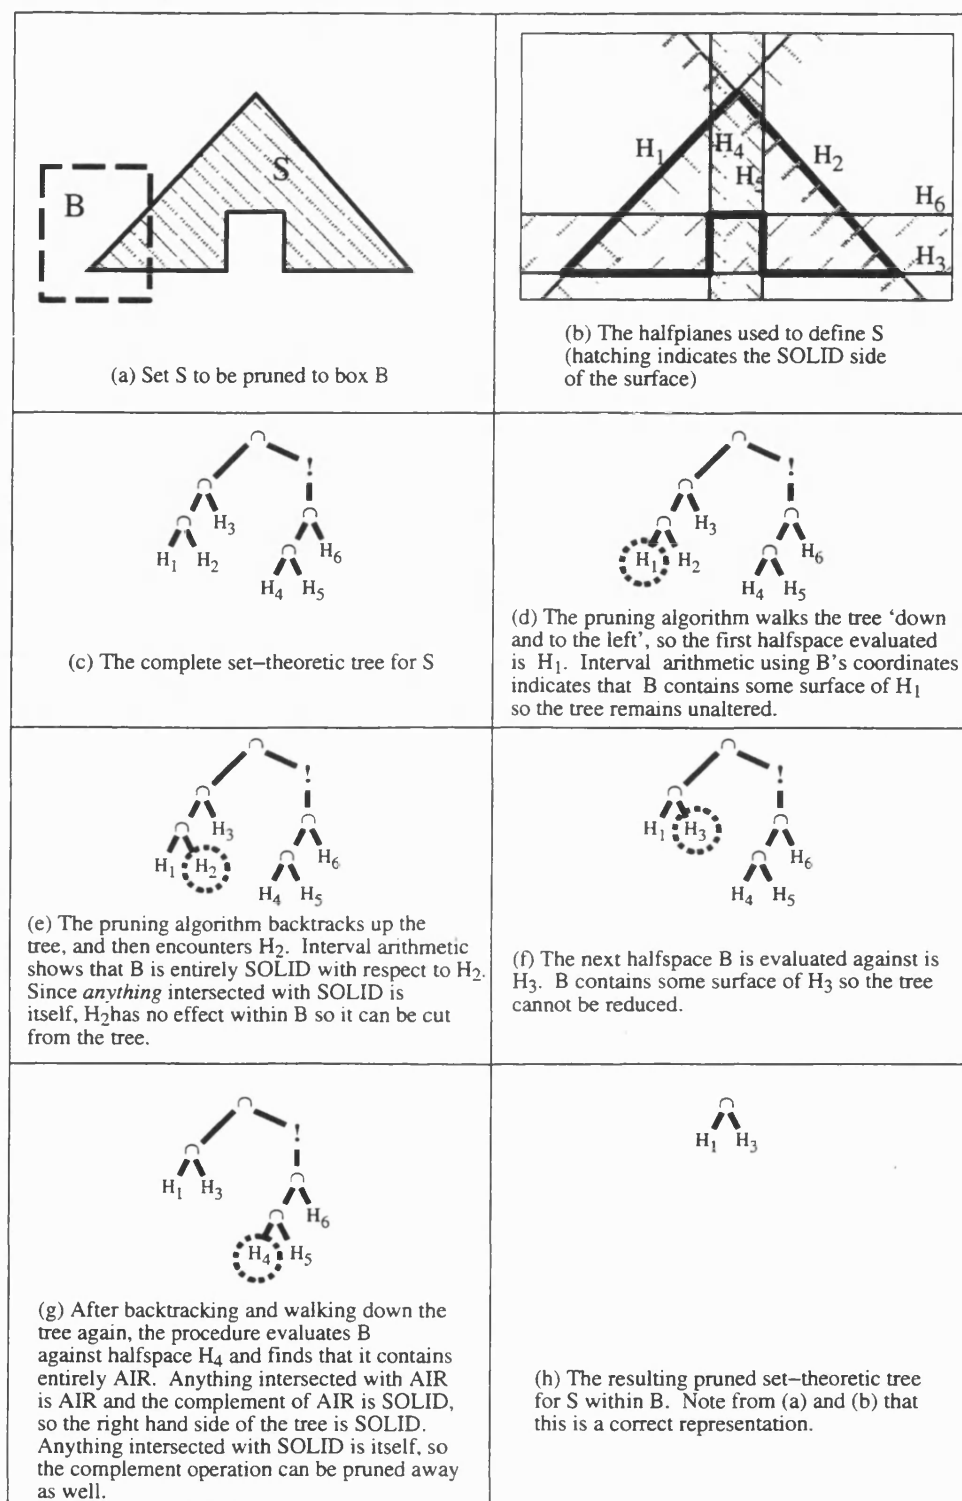 B
S
(a) Set S to be pruned to box B
H1
H4
H5
H2
H6
H3
(b) The halfplanes used to define S
(hatching indicates the SOLID side
of the surface)
∩
!
∩
∩
H3
∩
H1 H2
∩
H6
H4 H5
(c) The complete set–theoretic tree for S
∩
!
∩
∩
H3
∩
H1 H2
∩
H6
H4 H5
(d) The pruning algorithm walks the tree ‘down
and to the left’, so the first halfspace evaluated
is H1. Interval arithmetic using B’s coordinates
indicates that B contains some surface of H1
so the tree remains unaltered.
∩
!
∩
∩
H3
∩
H1 H2
∩
H6
H4 H5
(e) The pruning algorithm backtracks up the
tree, and then encounters H2. Interval arithmetic
shows that B is entirely SOLID with respect to H2.
Since anything intersected with SOLID is
itself, H2has no effect within B so it can be cut
from the tree.
∩
!
∩
H1 H3
∩
∩
H6
H4 H5
(f) The next halfspace B is evaluated against is
H3. B contains some surface of H3 so the tree
cannot be reduced.
∩
!
∩
H1 H3
∩
∩
H6
H4 H5
(g) After backtracking and walking down the
tree again, the procedure evaluates B
against halfspace H4 and finds that it contains
entirely AIR. Anything intersected with AIR
is AIR and the complement of AIR is SOLID,
so the right hand side of the tree is SOLID.
Anything intersected with SOLID is itself, so
the complement operation can be pruned away
as well.
∩
H1 H3
(h) The resulting pruned set–theoretic tree
for S within B. Note from (a) and (b) that
this is a correct representation.